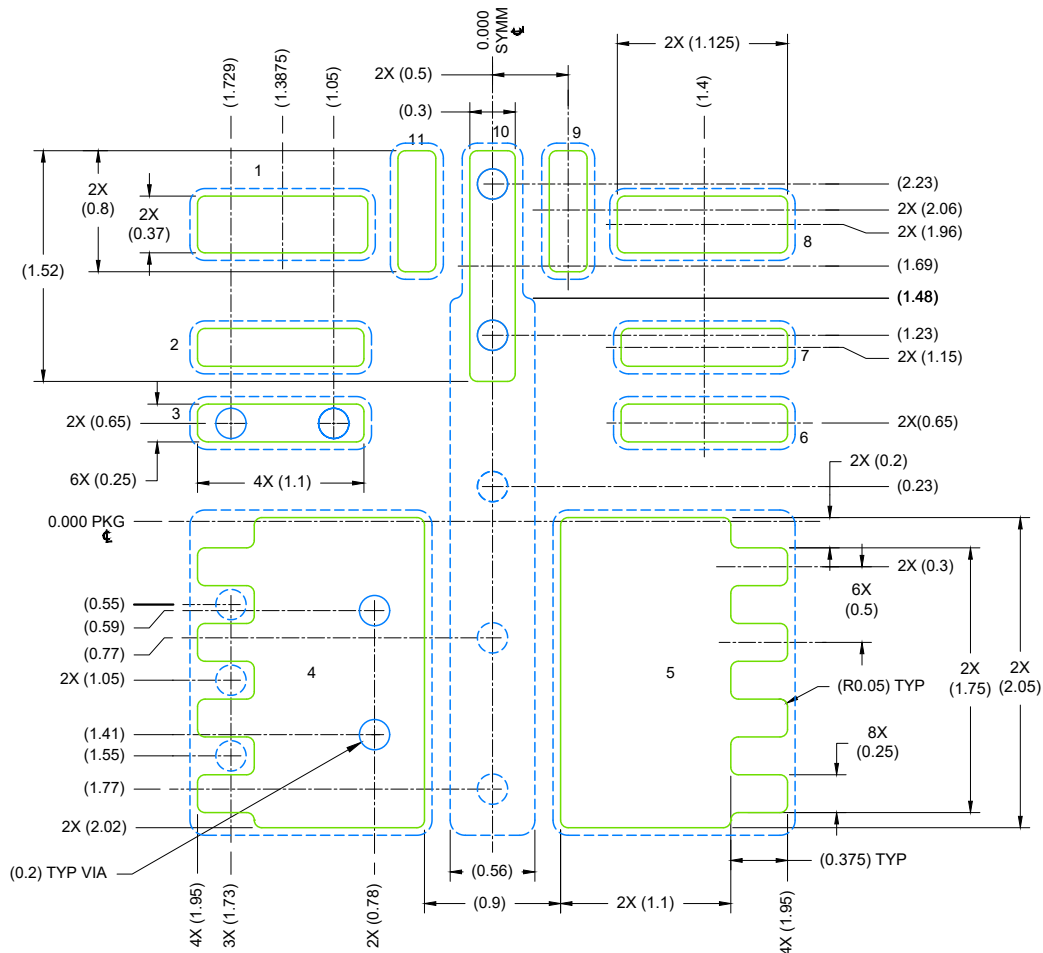 0.000
SYMM
℄
2X (1.125)
2X (0.5)
(1.729)
(1.3875)
(1.05)
(1.4)
(0.3)
11
10
9
1
2X
(0.8)
2X
(0.37)
(1.52)
(2.23)
2X (2.06)
2X (1.96)
8
(1.69)
(1.48)
(1.23)
2X (1.15)
2
7
3
2X (0.65)
2X(0.65)
6
6X (0.25)
4X (1.1)
2X (0.2)
(0.23)
0.000 PKG
℄
2X (0.3)
6X
(0.5)
(0.55)
(0.59)
(0.77)
4
5
2X (1.05)
2X
(1.75)
2X
(2.05)
(R0.05) TYP
(1.41)
(1.55)
8X
(0.25)
(1.77)
2X (2.02)
(0.2) TYP VIA
(0.56)
(0.375) TYP
(0.9)
2X (1.1)
4X (1.95)
3X (1.73)
2X (0.78)
4X (1.95)